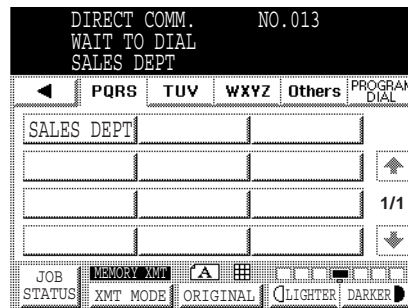 DIRECT COMM. NO.013
WAIT TO DIAL
SALES DEPT
PQRS TUV WXYZ Others PROGRAM DIAL
SALES DEPT
1/1
JOB STATUS
MEMORY XMT A
XMT MODE ORIGINAL LIGHTER DARKER